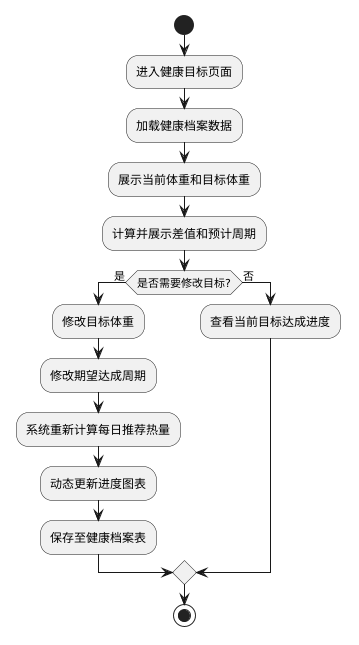 进入健康目标页面
加载健康档案数据
展示当前体重和目标体重
计算并展示差值和预计周期
是
是否需要修改目标?
否
修改目标体重
查看当前目标达成进度
修改期望达成周期
系统重新计算每日推荐热量
动态更新进度图表
保存至健康档案表